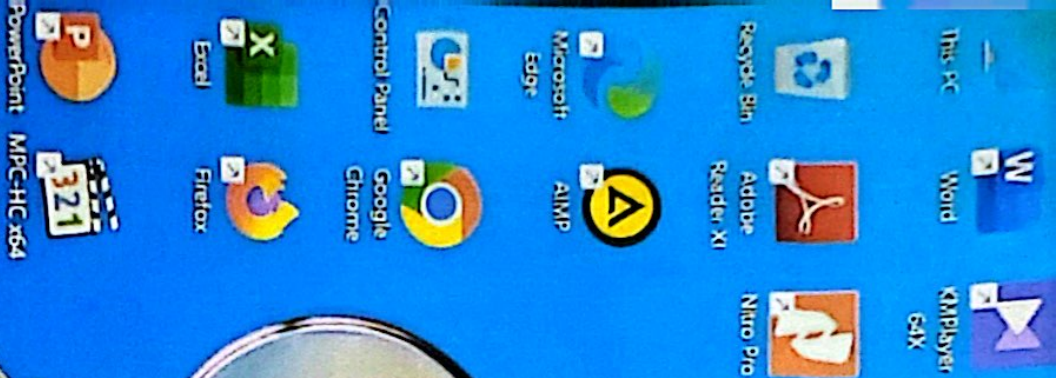 This PC
W
Word
KMPlayer
64X
Recycle Bin
Adobe
Reader XI
Nitro Pro
Microsoft
Edge
AIMP
Control Panel
Google
Chrome
X
Excel
Firefox
P
PowerPoint
321
MPC-HC x64